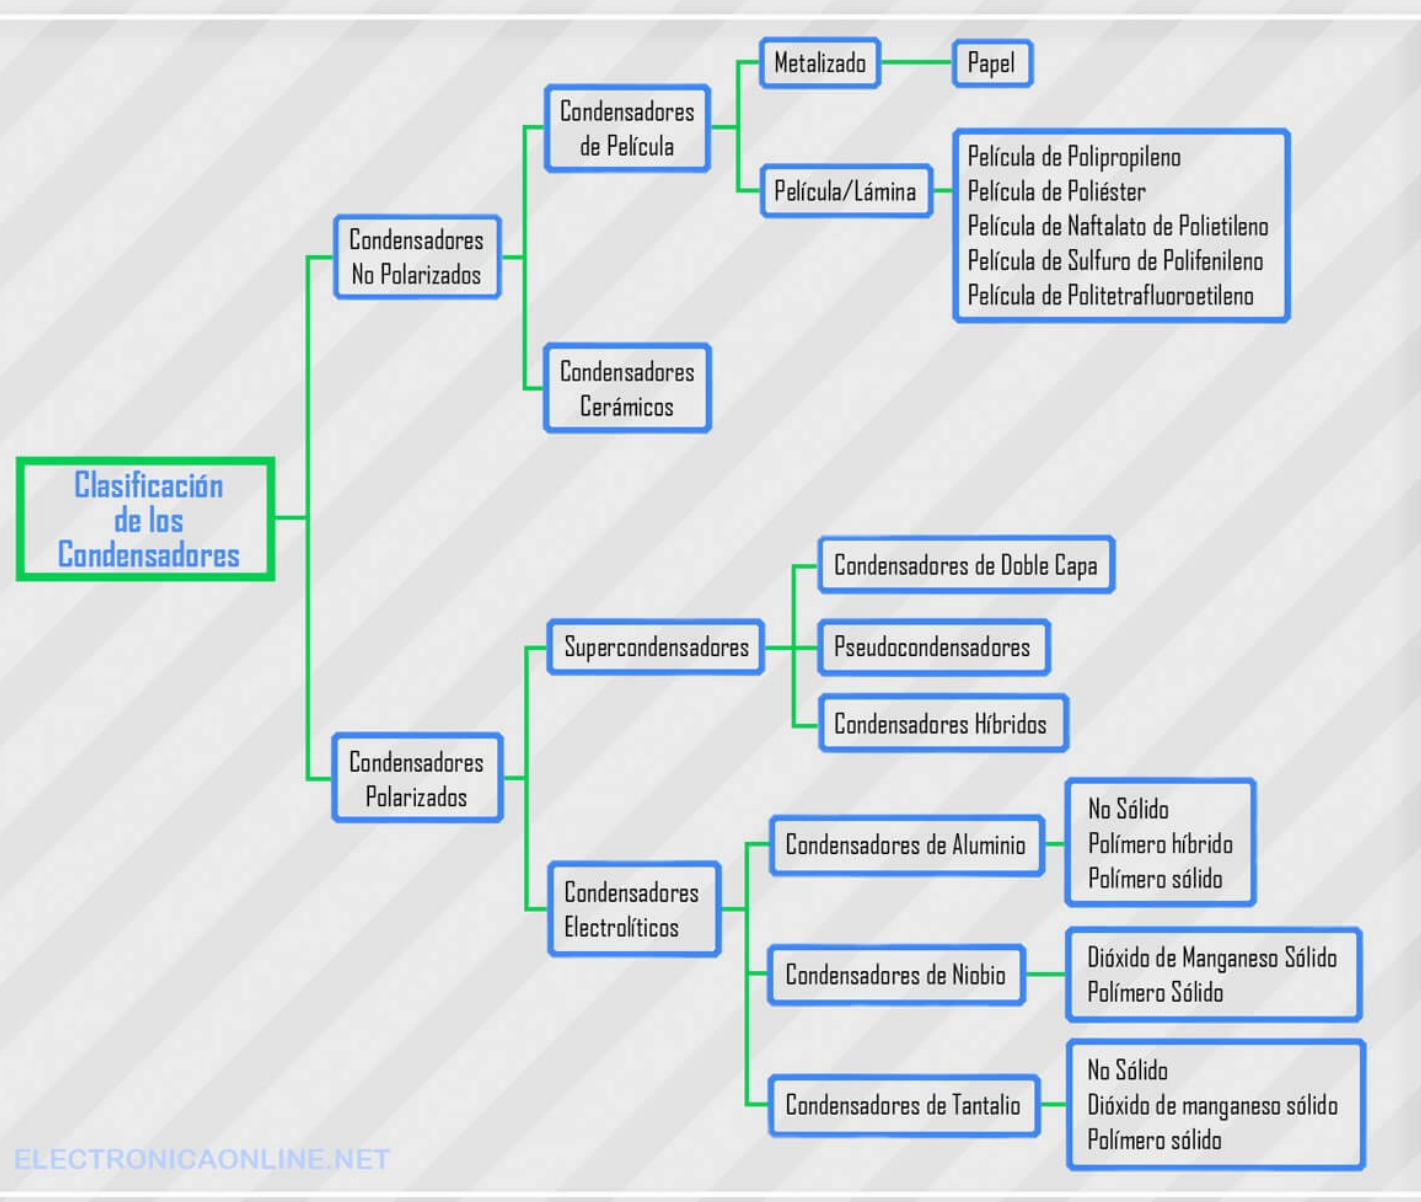 Clasificación
de los
Condensadores
Condensadores
No Polarizados
Condensadores
de Película
Metalizado
Papel
Película/Lámina
Película de Polipropileno
Película de Poliéster
Película de Naftalato de Polietileno
Película de Sulfuro de Polifenileno
Película de Politetrafluoroetileno
Condensadores
Cerámicos
Condensadores
Polarizados
Supercondensadores
Condensadores de Doble Capa
Pseudocondensadores
Condensadores Híbridos
Condensadores
Electrolíticos
Condensadores de Aluminio
No Sólido
Polímero híbrido
Polímero sólido
Condensadores de Niobio
Dióxido de Manganeso Sólido
Polímero Sólido
Condensadores de Tantalio
No Sólido
Dióxido de manganeso sólido
Polímero sólido
ELECTRONICAONLINE.NET